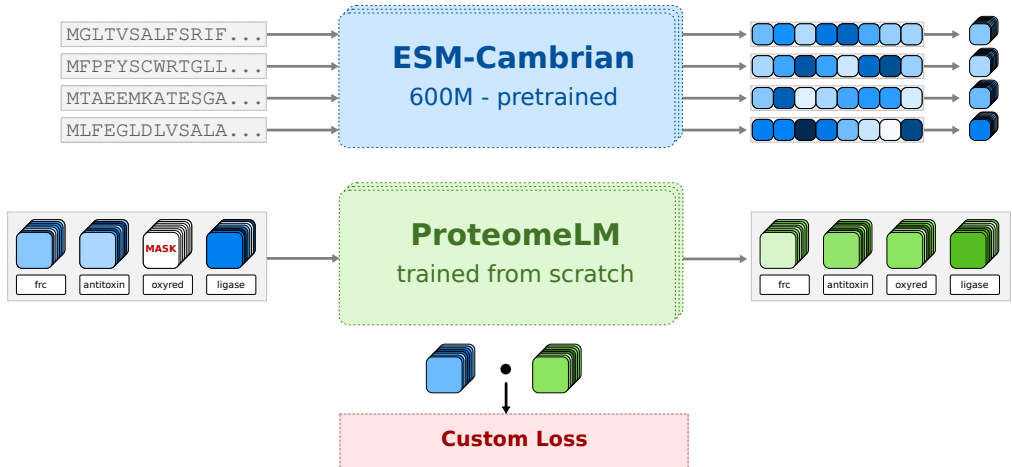 MGLTVSALFSRIF...
MFPFYSCWRTGLL...
MTAEEMKATESGA...
MLFEGLDLVSALA...
ESM-Cambrian
600M - pretrained
MASK
frc antitoxin oxyred ligase
ProteomeLM
trained from scratch
frc antitoxin oxyred ligase
Custom Loss